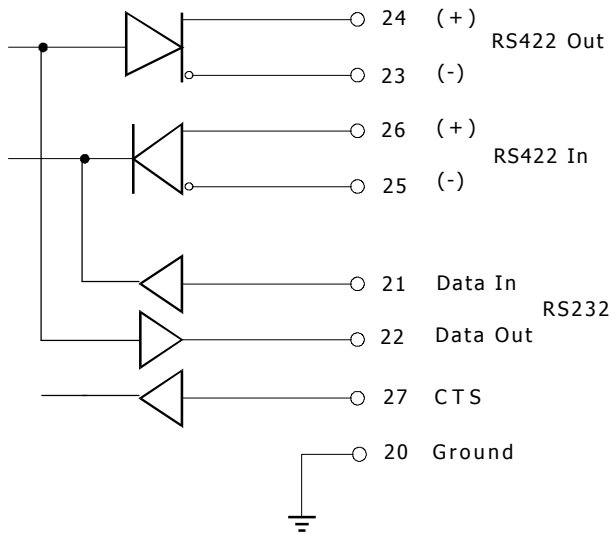 24 (+)
RS422 Out
23 (-)
26 (+)
RS422 In
25 (-)
21 Data In
RS232
22 Data Out
27 CTS
20 Ground